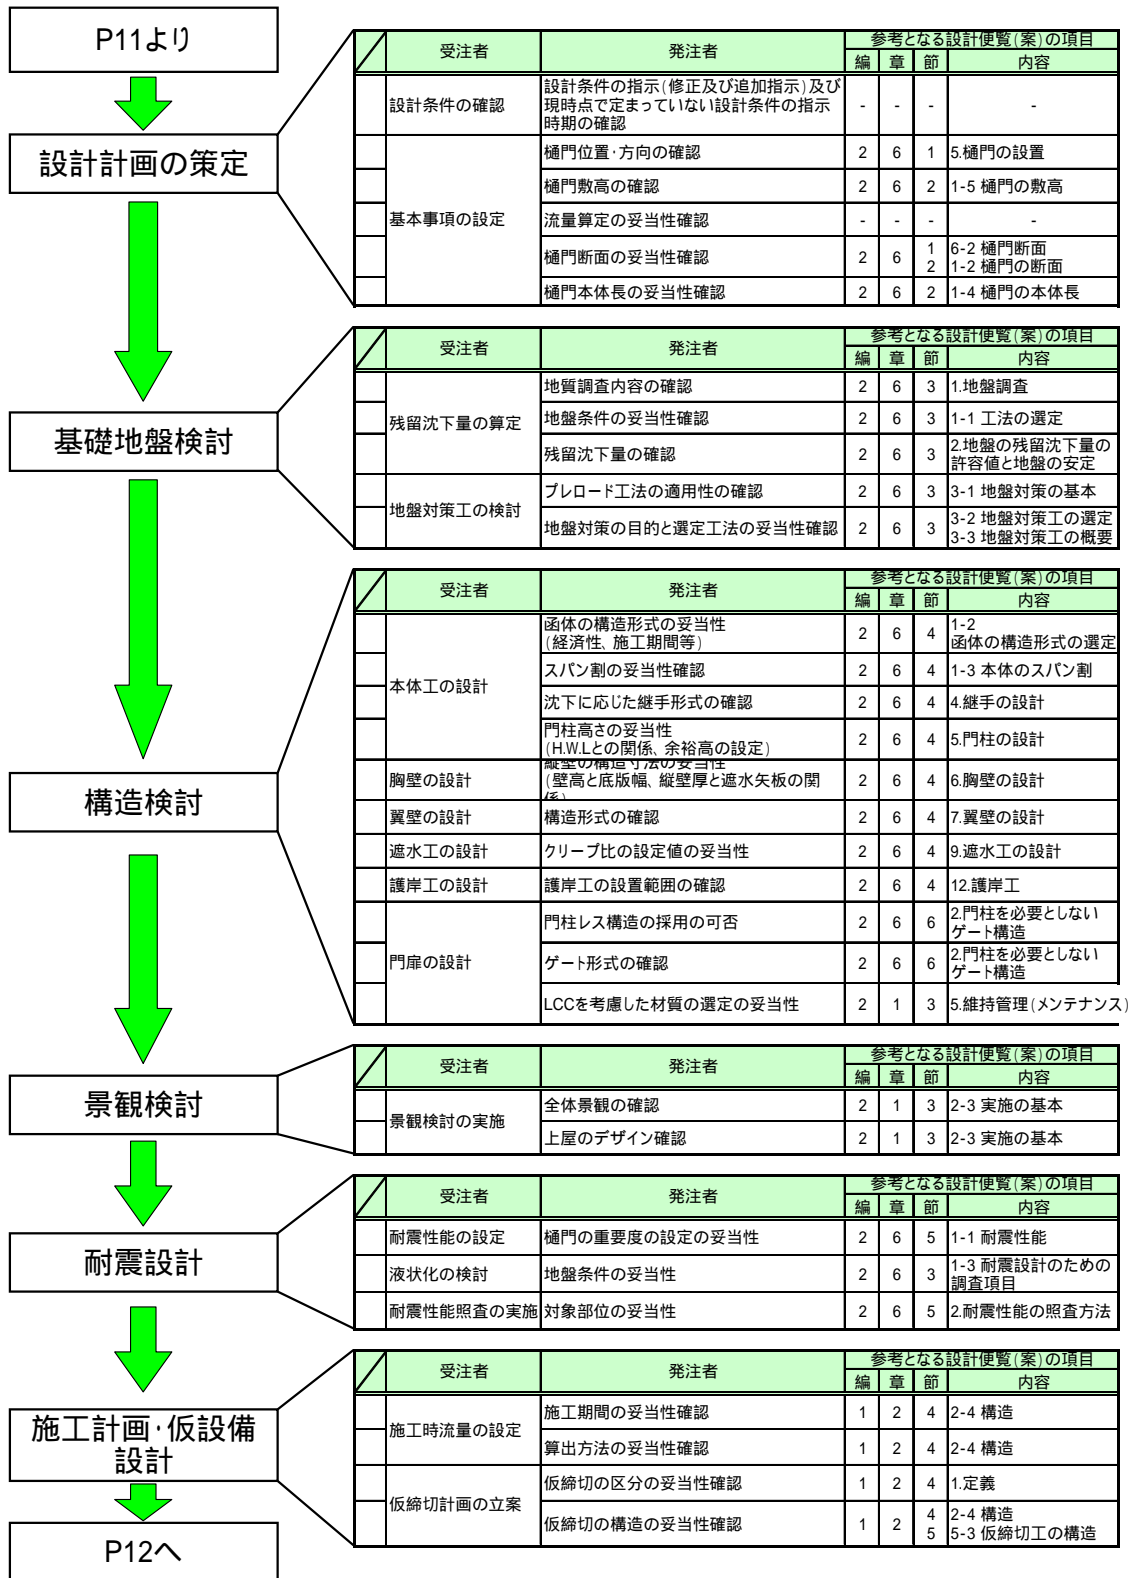 P11より
設計計画の策定
受注者 発注者 参考となる設計便覧(案)の項目
編 章 節 内容
設計条件の確認 設計条件の指示(修正及び追加指示)及び
現時点で定まっていない設計条件の指示
時期の確認 - - - -
基本事項の設定
樋門位置・方向の確認 2 6 1 5.樋門の設置
樋門敷高の確認 2 6 2 1-5 樋門の敷高
流量算定の妥当性確認 - - - -
樋門断面の妥当性確認 2 6 1 6-2 樋門断面
2 1-2 樋門の断面
樋門本体長の妥当性確認 2 6 2 1-4 樋門の本体長
基礎地盤検討
受注者 発注者 参考となる設計便覧(案)の項目
編 章 節 内容
残留沈下量の算定
地質調査内容の確認 2 6 3 1.地盤調査
地盤条件の妥当性確認 2 6 3 1-1 工法の選定
残留沈下量の確認 2 6 3 2.地盤の残留沈下量の
許容値と地盤の安定
地盤対策工の検討
プレロード工法の適用性の確認 2 6 3 3-1 地盤対策の基本
地盤対策の目的と選定工法の妥当性確認 2 6 3 3-2 地盤対策工の選定
3-3 地盤対策工の概要
構造検討
受注者 発注者 参考となる設計便覧(案)の項目
編 章 節 内容
本体工の設計
函体の構造形式の妥当性
(経済性、施工期間等) 2 6 4 1-2
函体の構造形式の選定
スパン割の妥当性確認 2 6 4 1-3 本体のスパン割
沈下に応じた継手形式の確認 2 6 4 4.継手の設計
門柱高さの妥当性
(H.W.Lとの関係、余裕高の設定) 2 6 4 5.門柱の設計
胸壁の設計 縦壁の構造寸法の妥当性
(壁高と底版幅、縦壁厚と遮水矢板の関
係) 2 6 4 6.胸壁の設計
翼壁の設計 構造形式の確認 2 6 4 7.翼壁の設計
遮水工の設計 クリープ比の設定値の妥当性 2 6 4 9.遮水工の設計
護岸工の設計 護岸工の設置範囲の確認 2 6 4 12.護岸工
門扉の設計
門柱レス構造の採用の可否 2 6 6 2.門柱を必要としない
ゲート構造
ゲート形式の確認 2 6 6 2.門柱を必要としない
ゲート構造
LCCを考慮した材質の選定の妥当性 2 1 3 5.維持管理(メンテナンス)
景観検討
受注者 発注者 参考となる設計便覧(案)の項目
編 章 節 内容
景観検討の実施
全体景観の確認 2 1 3 2-3 実施の基本
上屋のデザイン確認 2 1 3 2-3 実施の基本
耐震設計
受注者 発注者 参考となる設計便覧(案)の項目
編 章 節 内容
耐震性能の設定 樋門の重要度の設定の妥当性 2 6 5 1-1 耐震性能
液状化の検討 地盤条件の妥当性 2 6 3 1-3 耐震設計のための
調査項目
耐震性能照査の実施 対象部位の妥当性 2 6 5 2.耐震性能の照査方法
施工計画・仮設備
設計
受注者 発注者 参考となる設計便覧(案)の項目
編 章 節 内容
施工時流量の設定
施工期間の妥当性確認 1 2 4 2-4 構造
算出方法の妥当性確認 1 2 4 2-4 構造
仮締切計画の立案
仮締切の区分の妥当性確認 1 2 4 1.定義
仮締切の構造の妥当性確認 1 2 4 2-4 構造
5 5-3 仮締切工の構造
P12へ